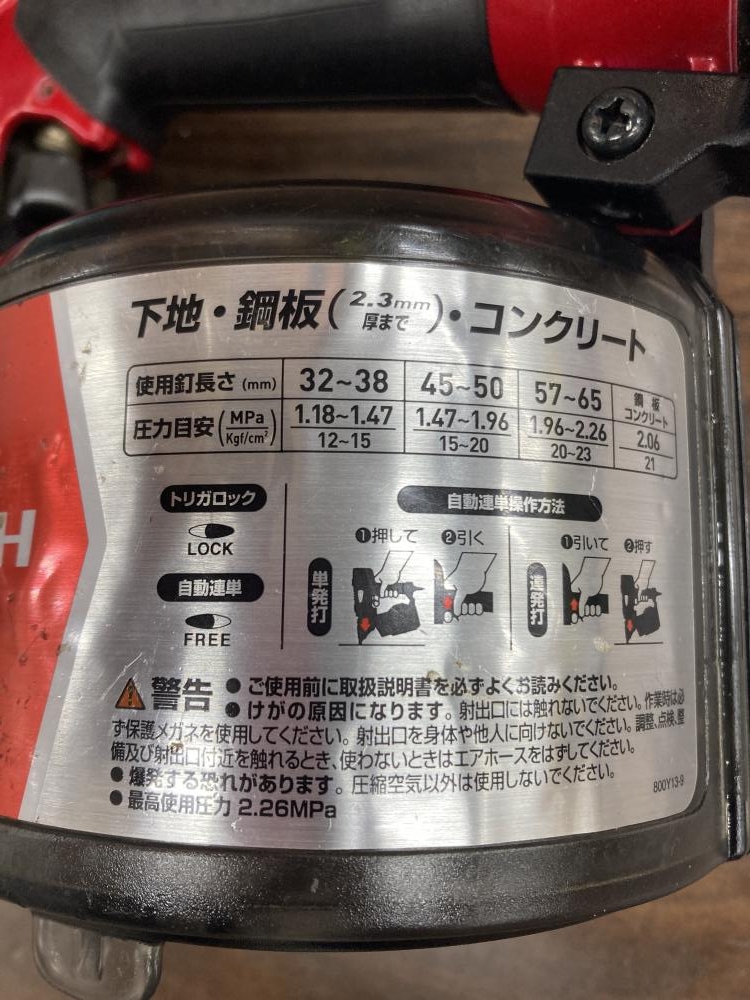 下地・鋼板(2.3mm厚まで)・コンクリート
使用釘長さ (mm) 32~38 45~50 57~65 鋼板 コンクリート
圧力目安 (MPa Kgf/cm²) 1.18~1.47 1.47~1.96 1.96~2.26 2.06
12~15 15~20 20~23 21
トリガロック 自動連単操作方法
LOCK
自動連単
FREE
単発打 ❶押して ❷引く
連発打 ❶引いて ❷押す
H
警告 ● ご使用前に取扱説明書を必ずよくお読みください。
● けがの原因になります。射出口には触れないでください。作業時は必
ず保護メガネを使用してください。射出口を身体や他人に向けないでください。調整、点検、整
備及び射出口付近を触れるとき、使わないときはエアホースをはずしてください。
● 爆発する恐れがあります。圧縮空気以外は使用しないでください。
● 最高使用圧力 2.26MPa
800Y13-9